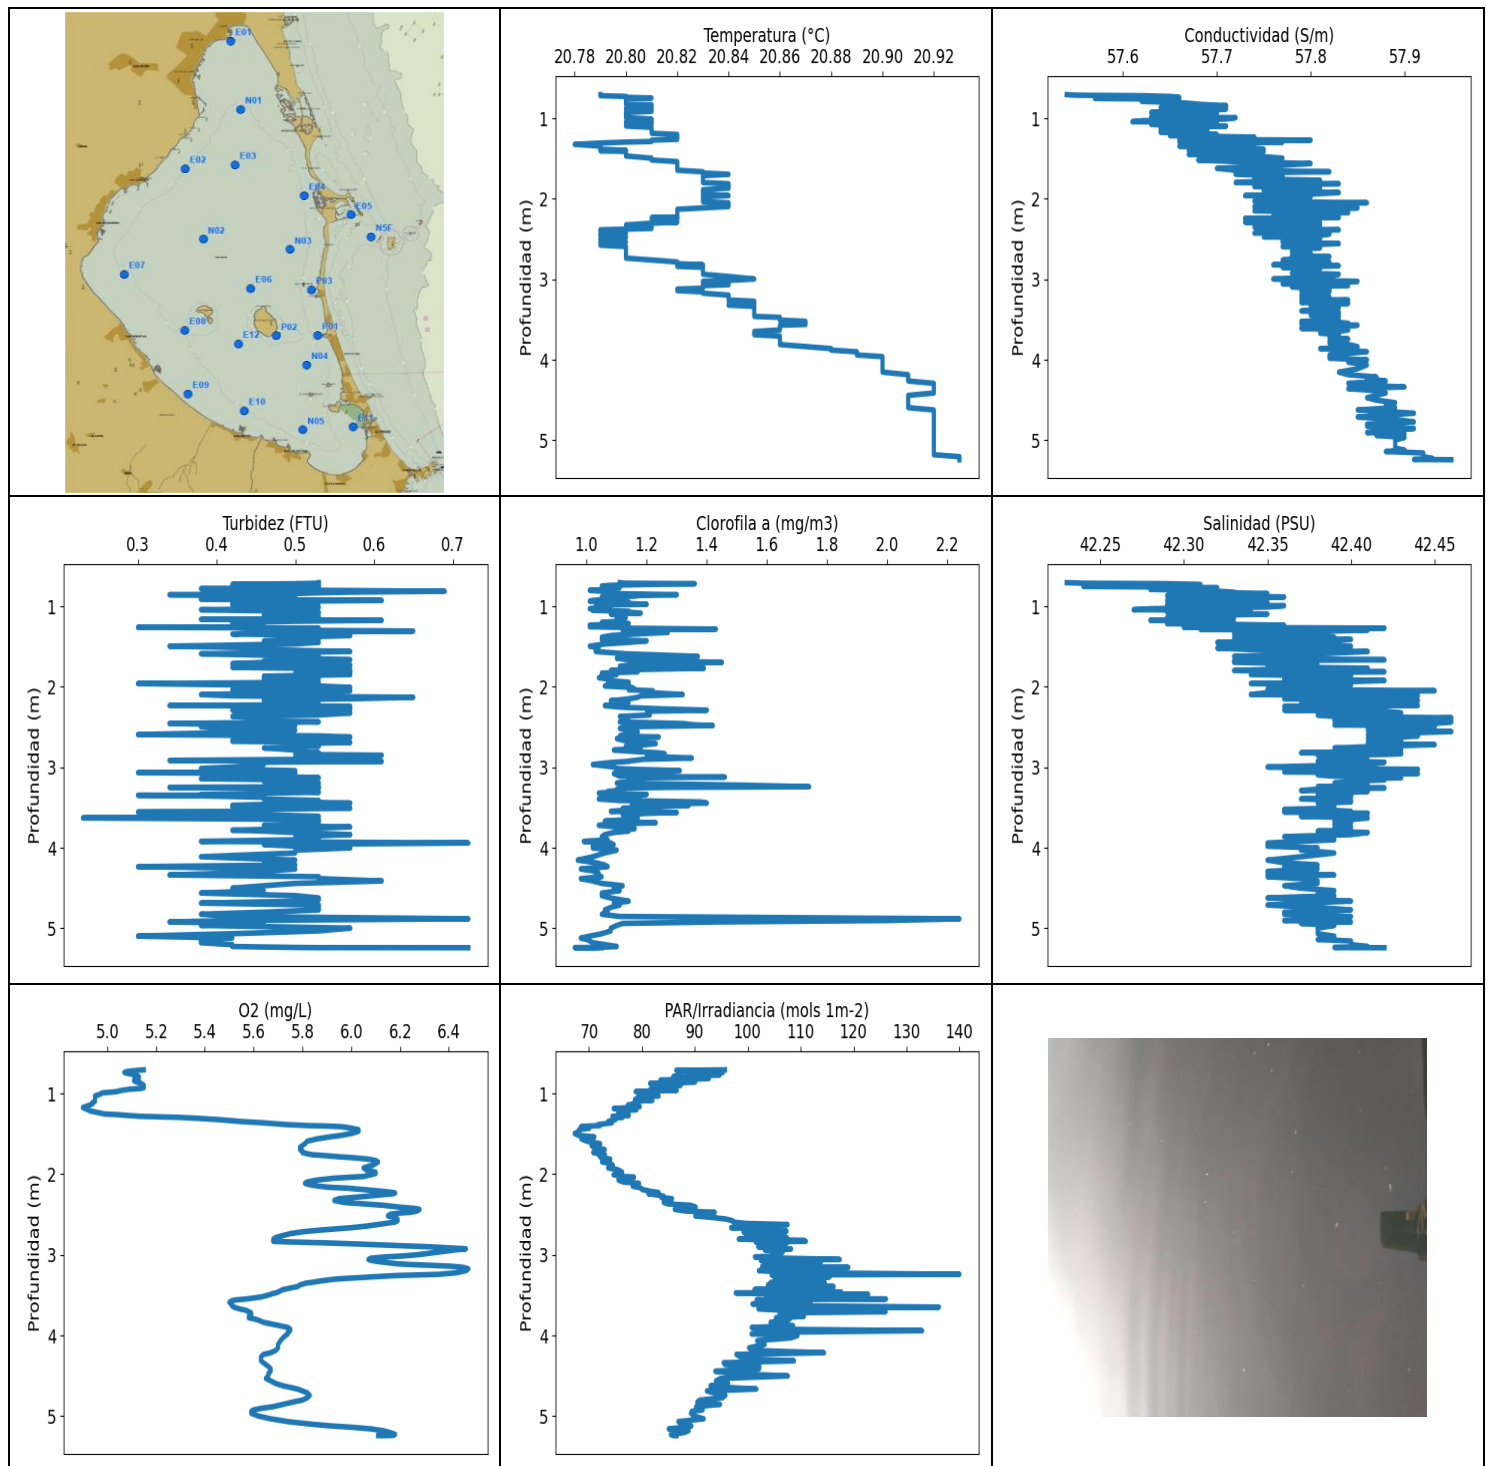 E01
N01
E02
E03
E04
E05
N5F
N02
N03
E07
E06
P03
E08
P02
P01
E12
N04
E09
E10
N05
E11
Temperatura (°C)
20.78 20.80 20.82 20.84 20.86 20.88 20.90 20.92
Profundidad (m)
1
2
3
4
5
Conductividad (S/m)
57.6 57.7 57.8 57.9
Profundidad (m)
1
2
3
4
5
Turbidez (FTU)
0.3 0.4 0.5 0.6 0.7
Profundidad (m)
1
2
3
4
5
Clorofila a (mg/m3)
1.0 1.2 1.4 1.6 1.8 2.0 2.2
Profundidad (m)
1
2
3
4
5
Salinidad (PSU)
42.25 42.30 42.35 42.40 42.45
Profundidad (m)
1
2
3
4
5
O2 (mg/L)
5.0 5.2 5.4 5.6 5.8 6.0 6.2 6.4
Profundidad (m)
1
2
3
4
5
PAR/Irradiancia (mols 1m-2)
70 80 90 100 110 120 130 140
Profundidad (m)
1
2
3
4
5